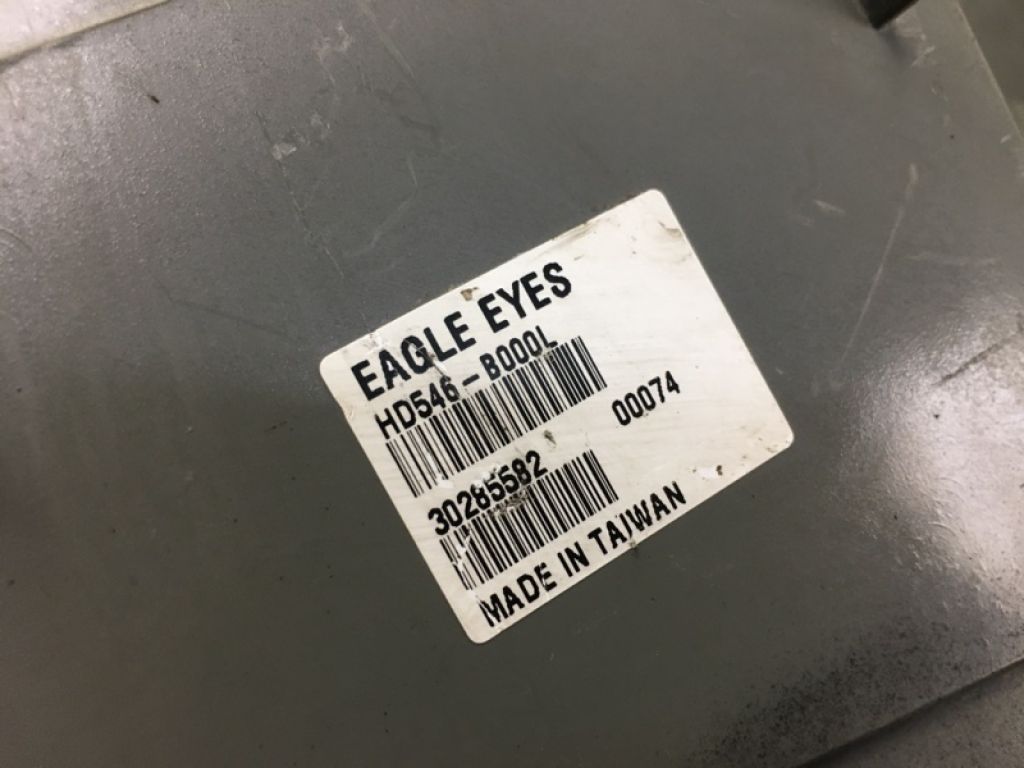 EAGLE EYES
HD546-B000L
00074
30285582
MADE IN TAIWAN